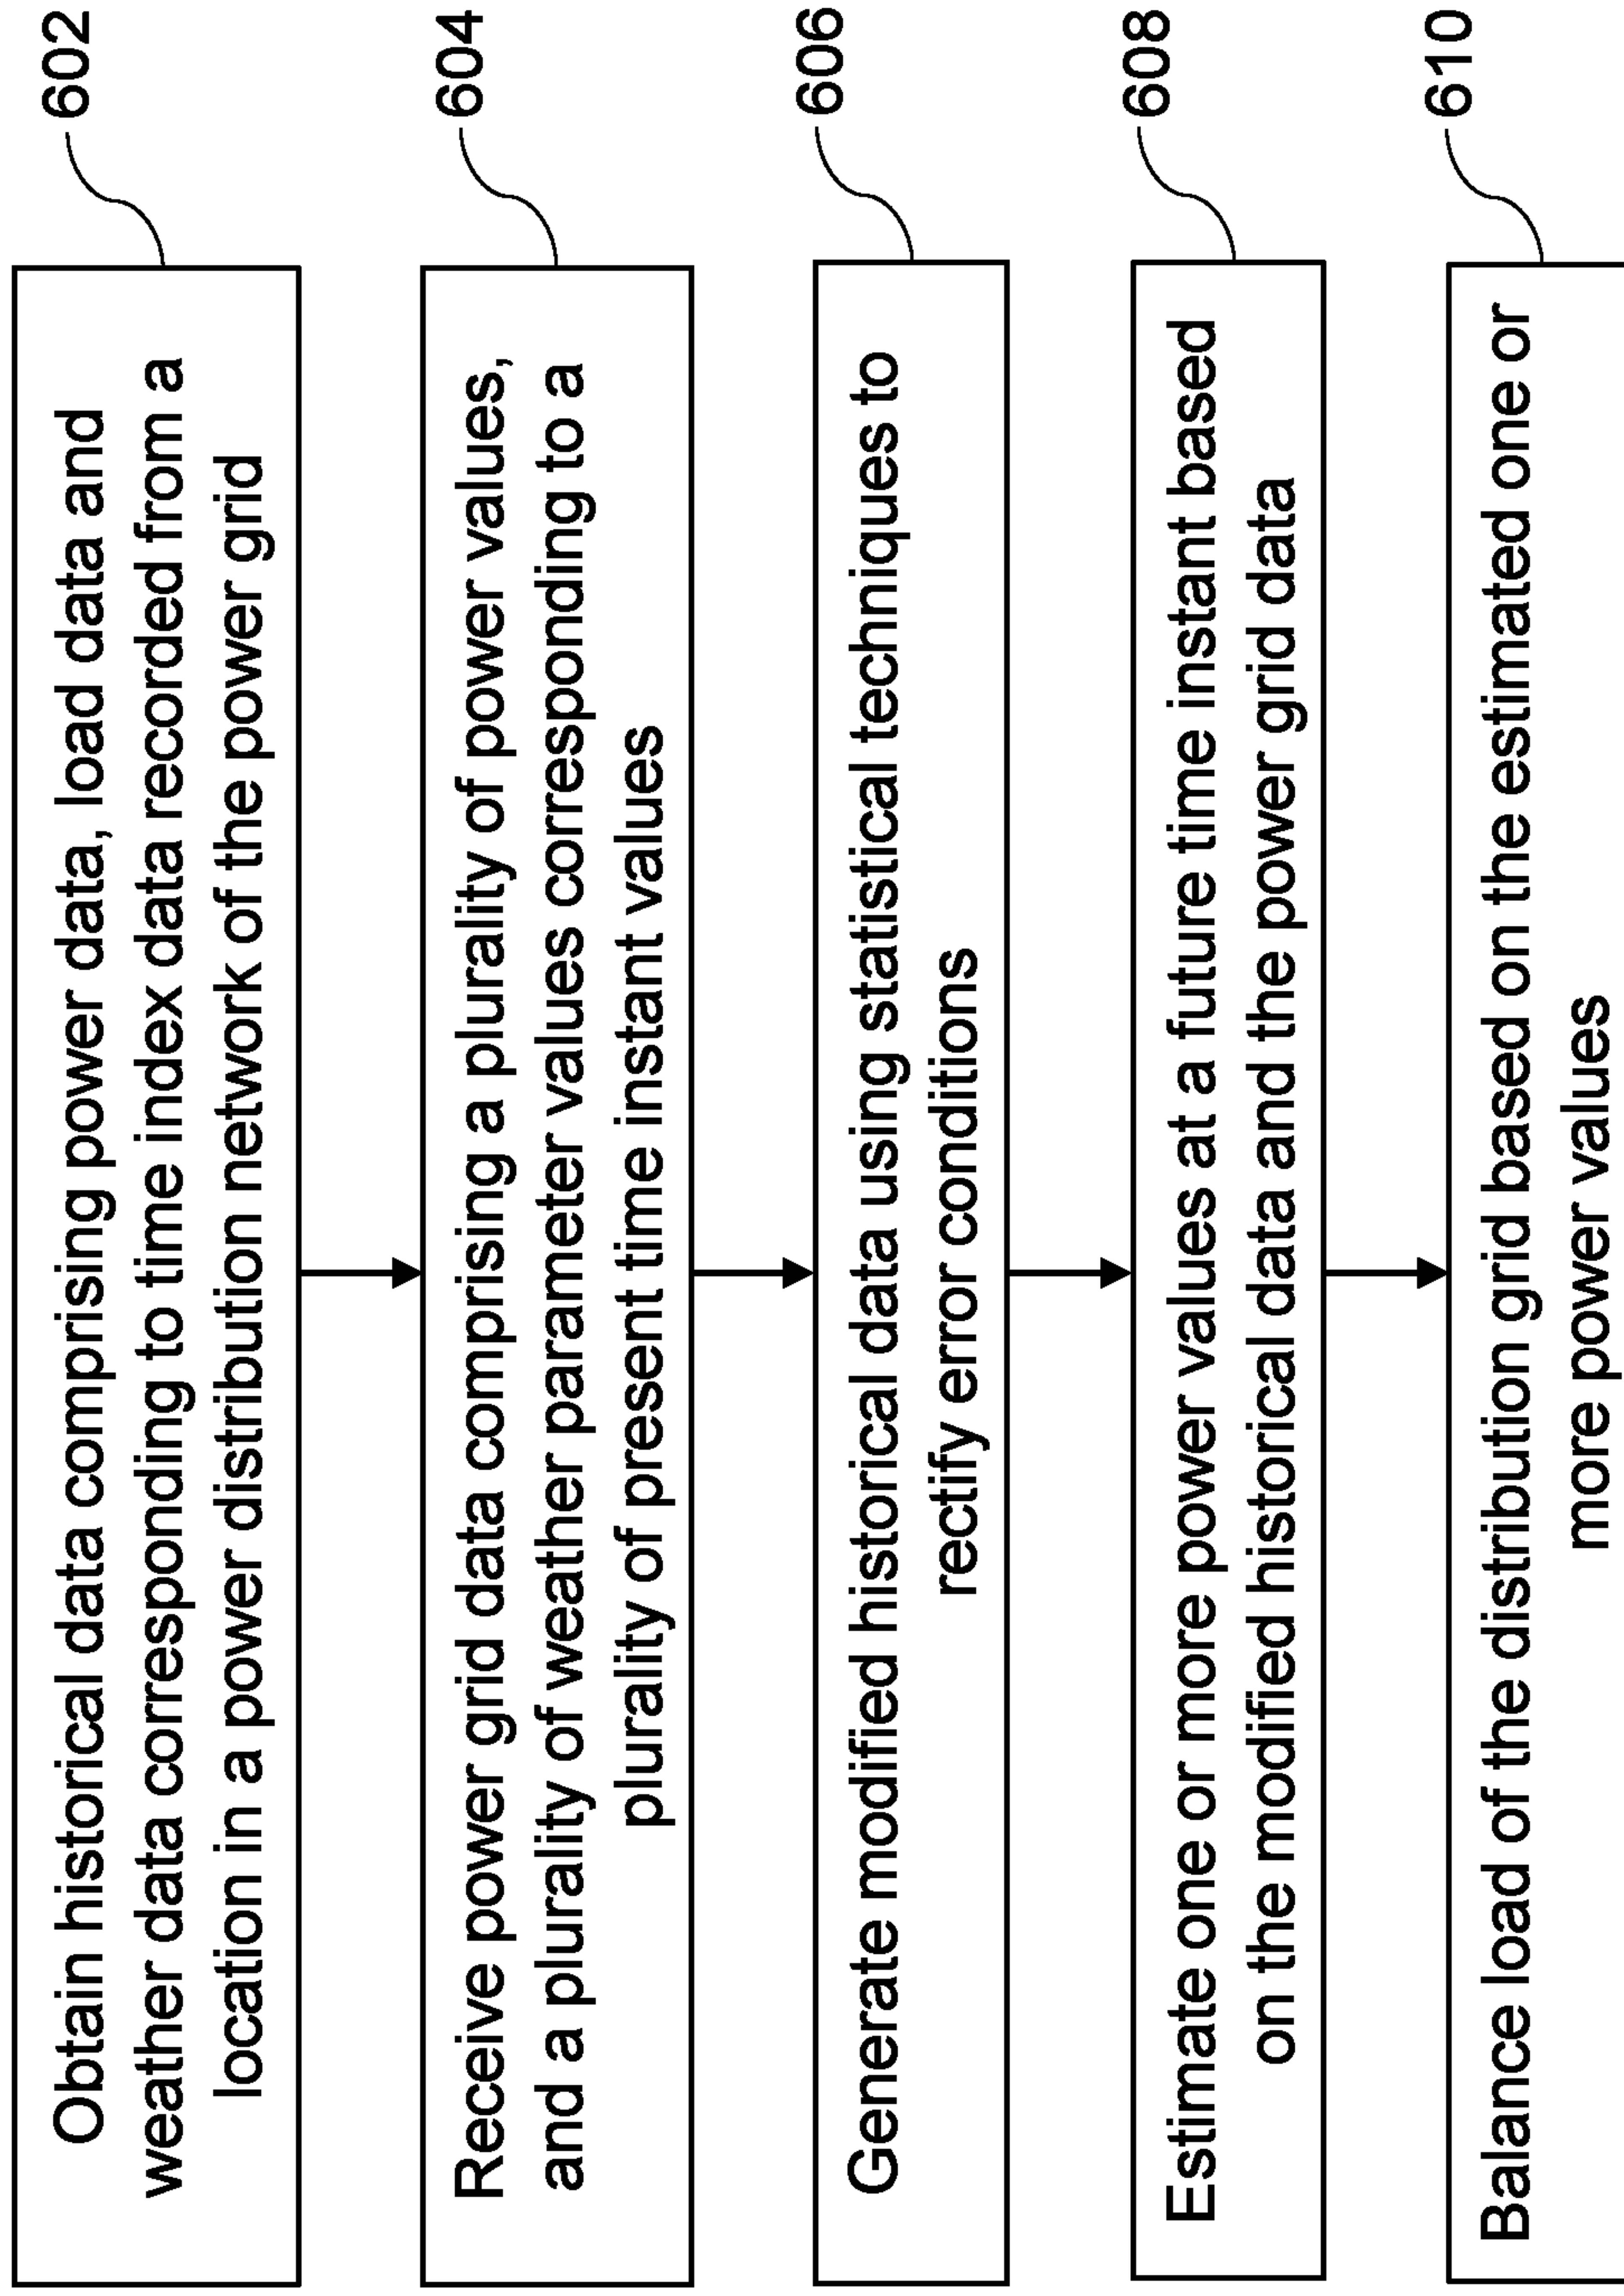 602
Obtain historical data comprising power data, load data and
weather data corresponding to time index data recorded from a
location in a power distribution network of the power grid
604
Receive power grid data comprising a plurality of power values,
and a plurality of weather parameter values corresponding to a
plurality of present time instant values
606
Generate modified historical data using statistical techniques to
rectify error conditions
608
Estimate one or more power values at a future time instant based
on the modified historical data and the power grid data
610
Balance load of the distribution grid based on the estimated one or
more power values